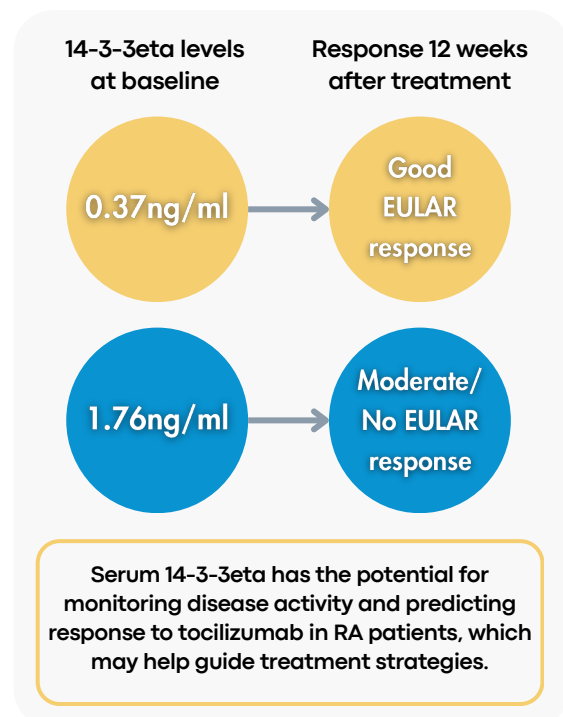 14-3-3eta levels
at baseline
Response 12 weeks
after treatment
0.37ng/ml
Good
EULAR
response
1.76ng/ml
Moderate/
No EULAR
response
Serum 14-3-3eta has the potential for
monitoring disease activity and predicting
response to tocilizumab in RA patients, which
may help guide treatment strategies.